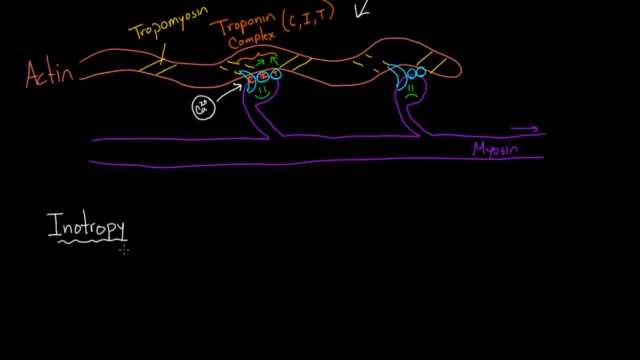 Tropomyosin
Troponin (C, I, T)
Complex
Actin
Ca2+
Myosin
Inotropy